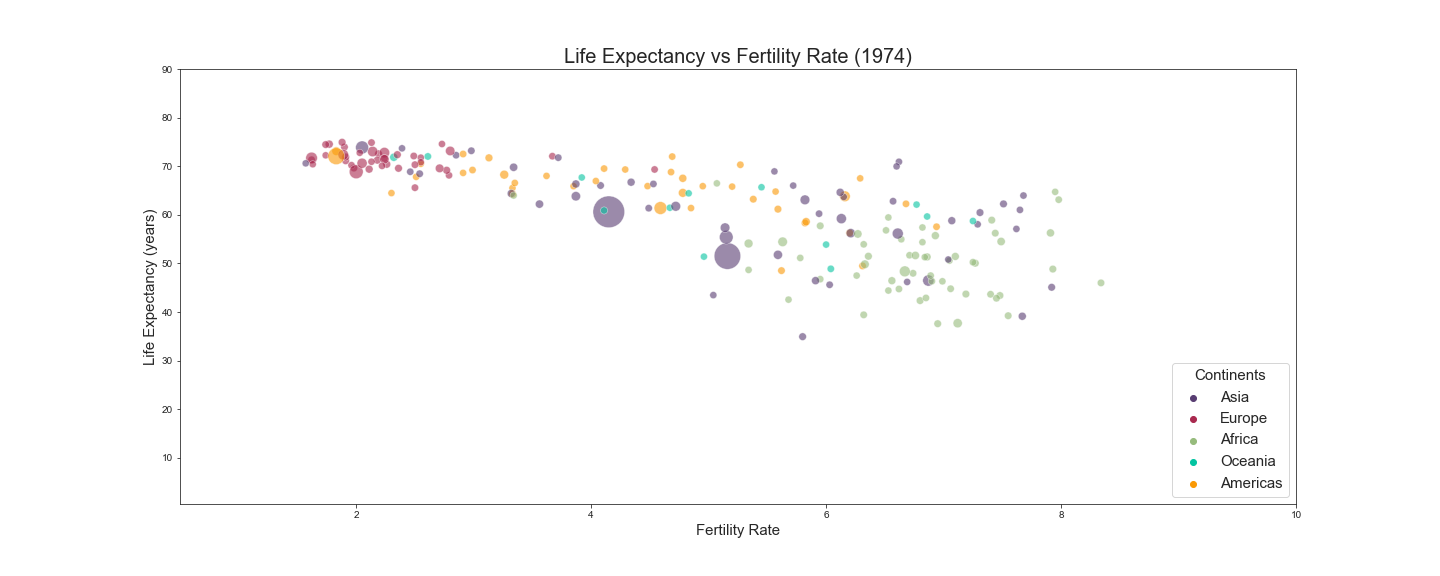 Life Expectancy vs Fertility Rate (1974)
90
80
70
60
50
40
30
20
10
Life Expectancy (years)
2
4
6
8
10
Fertility Rate
Continents
Asia
Europe
Africa
Oceania
Americas